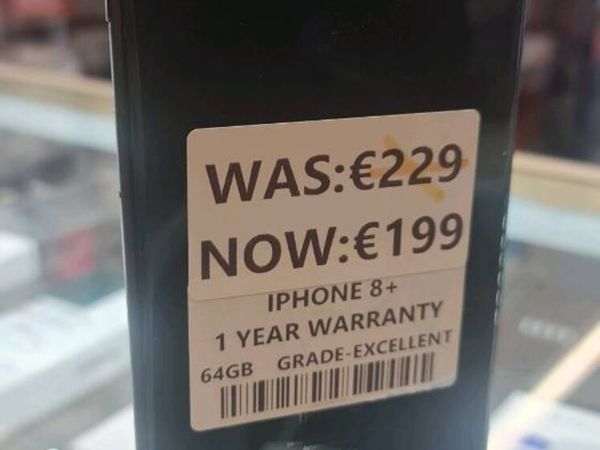 WAS:€229
NOW:€199
IPHONE 8+
1 YEAR WARRANTY
64GB GRADE-EXCELLENT